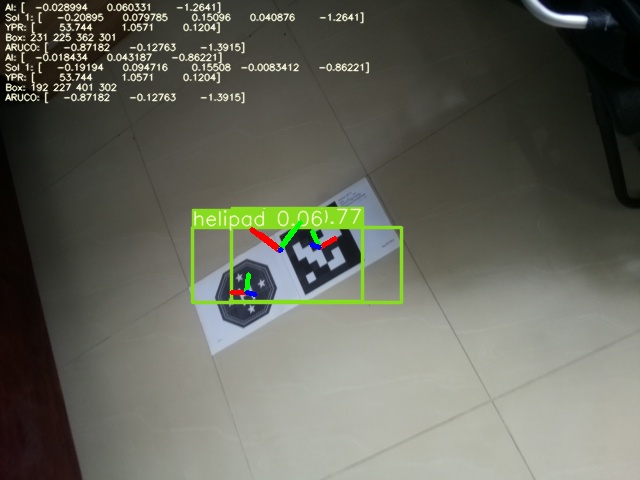 AI: [ -0.028994 0.060331 -1.2641]
Sol 1: [ -0.20895 0.079785 0.15096 0.040876 -1.2641]
YPR: [ 53.744 1.0571 0.1204]
Box: 231 225 362 301
ARUCO: [ -0.87182 -0.12763 -1.3915]
AI: [ -0.018434 0.043187 -0.86221]
Sol 1: [ -0.19194 0.094716 0.15508 -0.0083412 -0.86221]
YPR: [ 53.744 1.0571 0.1204]
Box: 192 227 401 302
ARUCO: [ -0.87182 -0.12763 -1.3915]
helipad 0.06).77